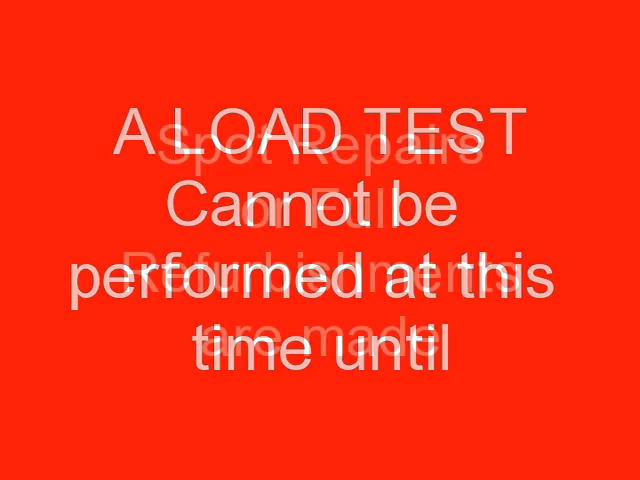 A LOAD TEST
Cannot be
performed at this
time until
Spot Repairs
or Full
Refurbishments
are made